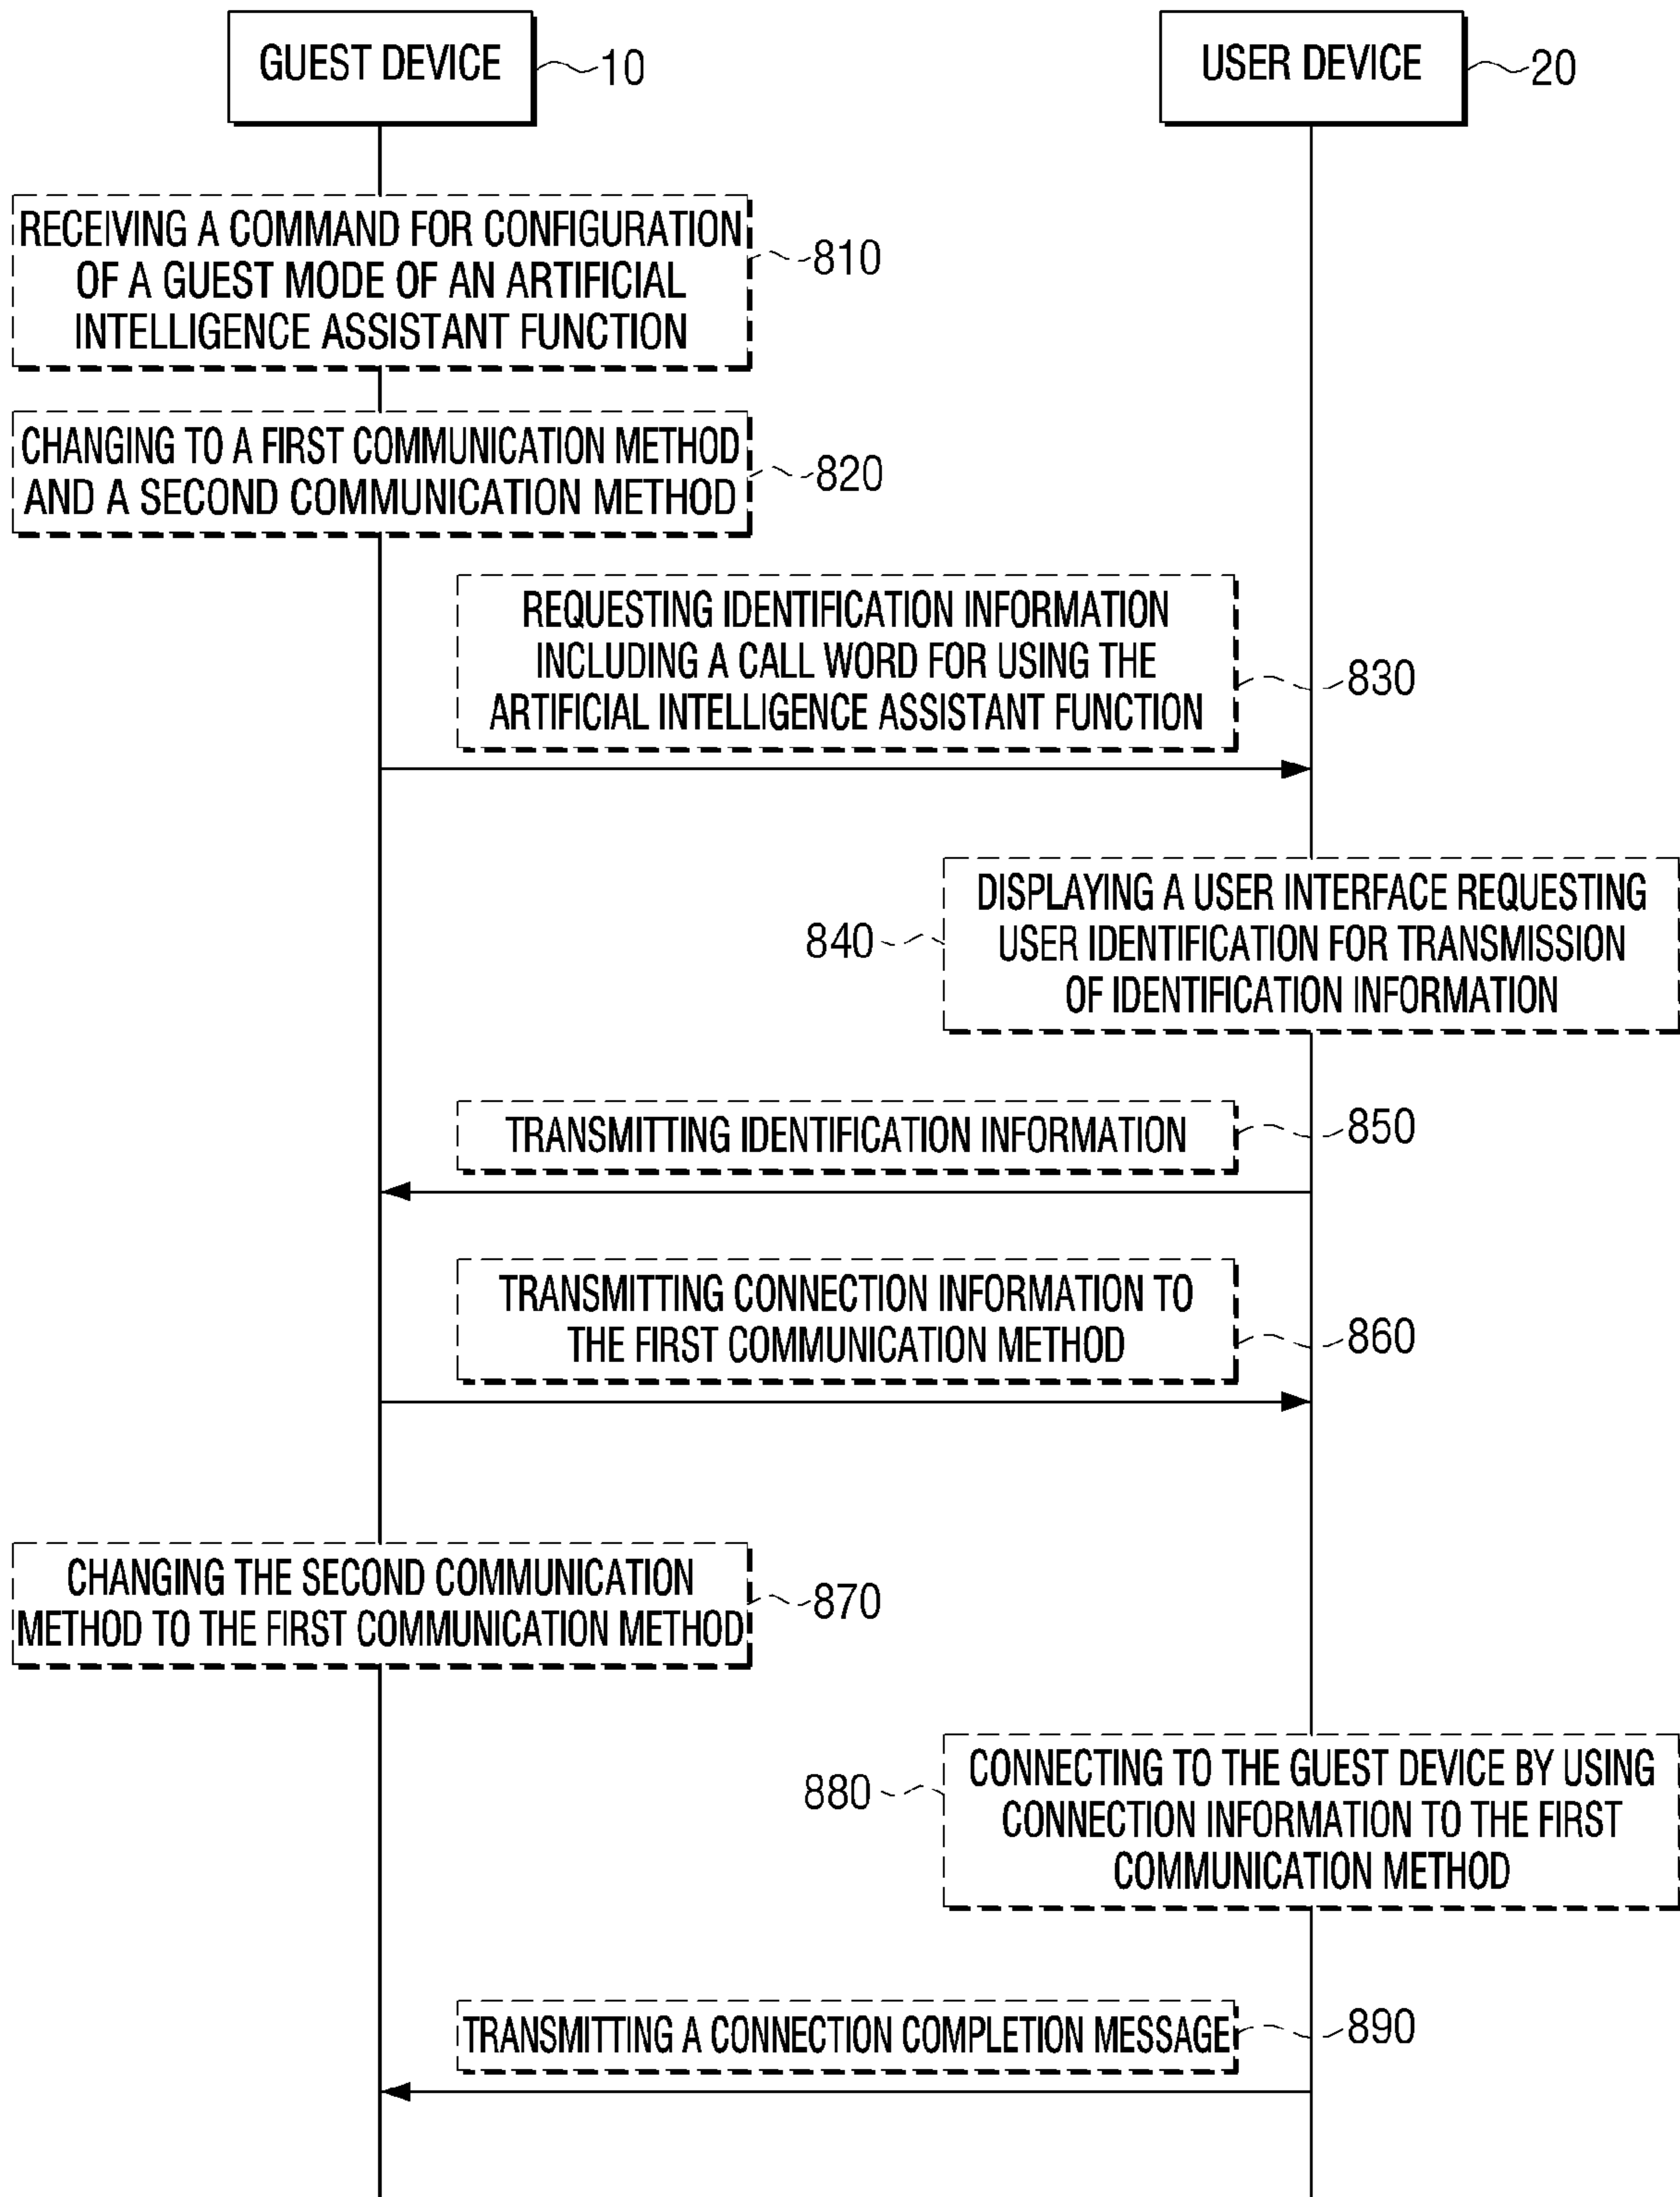 GUEST DEVICE
10
USER DEVICE
20
RECEIVING A COMMAND FOR CONFIGURATION
OF A GUEST MODE OF AN ARTIFICIAL
INTELLIGENCE ASSISTANT FUNCTION
810
CHANGING TO A FIRST COMMUNICATION METHOD
AND A SECOND COMMUNICATION METHOD
820
REQUESTING IDENTIFICATION INFORMATION
INCLUDING A CALL WORD FOR USING THE
ARTIFICIAL INTELLIGENCE ASSISTANT FUNCTION
830
840
DISPLAYING A USER INTERFACE REQUESTING
USER IDENTIFICATION FOR TRANSMISSION
OF IDENTIFICATION INFORMATION
TRANSMITTING IDENTIFICATION INFORMATION
850
TRANSMITTING CONNECTION INFORMATION TO
THE FIRST COMMUNICATION METHOD
860
CHANGING THE SECOND COMMUNICATION
METHOD TO THE FIRST COMMUNICATION METHOD
870
880
CONNECTING TO THE GUEST DEVICE BY USING
CONNECTION INFORMATION TO THE FIRST
COMMUNICATION METHOD
TRANSMITTING A CONNECTION COMPLETION MESSAGE
890